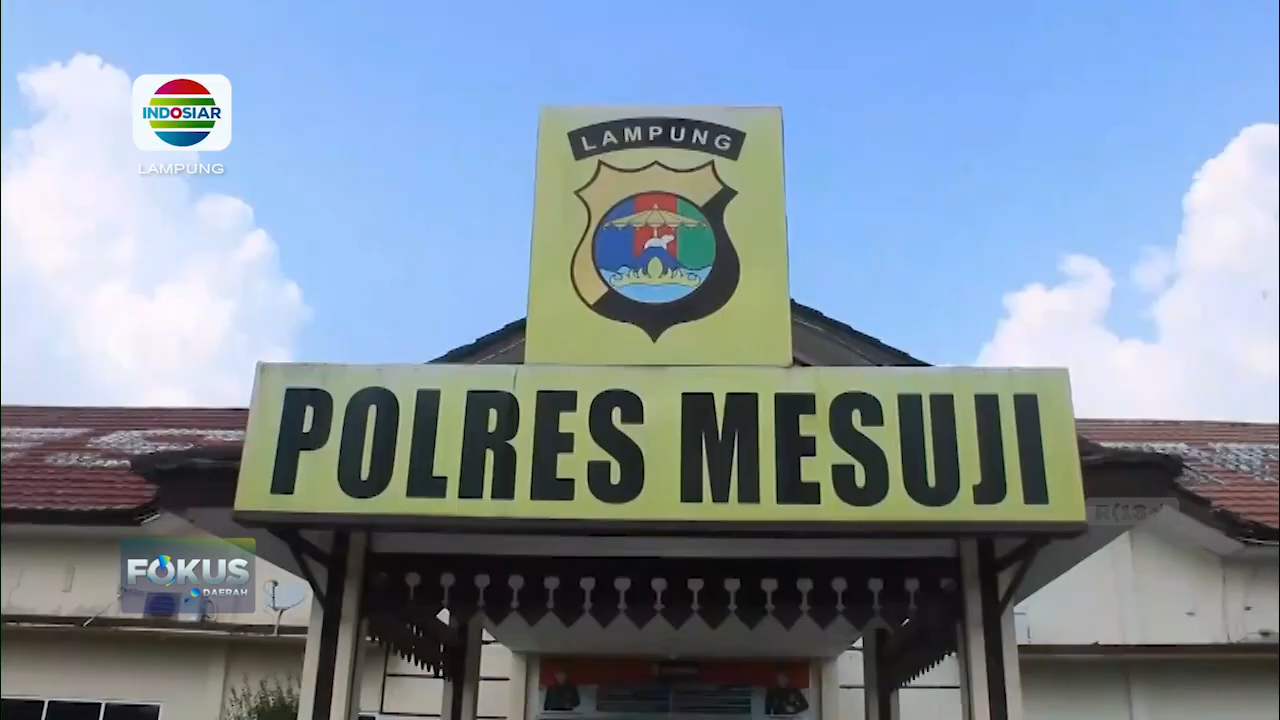 INDOSIAR
LAMPUNG
LAMPUNG
POLRES MESUJI
FOKUS
DAERAH